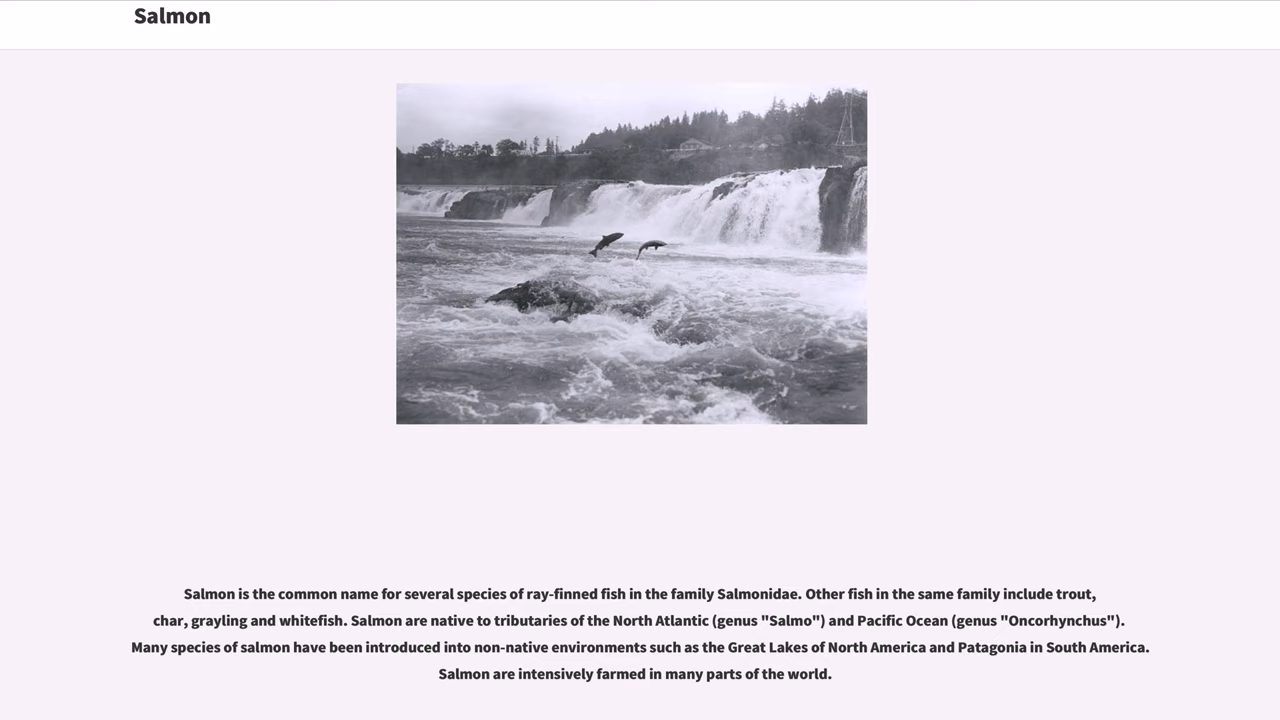 Salmon
Salmon is the common name for several species of ray-finned fish in the family Salmonidae. Other fish in the same family include trout,
char, grayling and whitefish. Salmon are native to tributaries of the North Atlantic (genus "Salmo") and Pacific Ocean (genus "Oncorhynchus").
Many species of salmon have been introduced into non-native environments such as the Great Lakes of North America and Patagonia in South America.
Salmon are intensively farmed in many parts of the world.